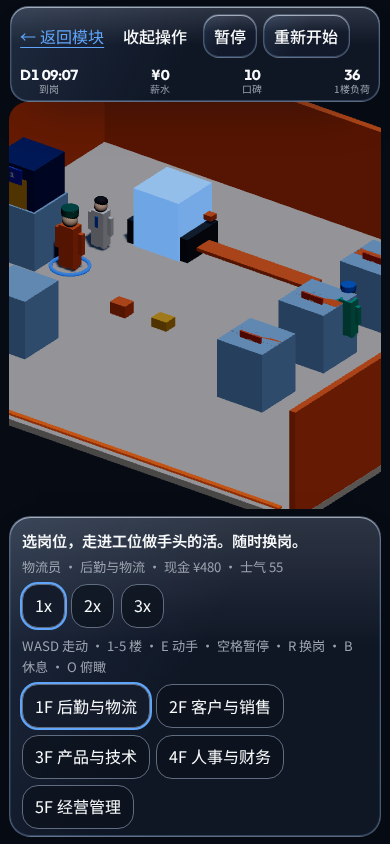 ← 返回模块 收起操作 暂停 重新开始
D1 09:07 ¥0 10 36
到岗 薪水 口碑 1楼负荷
选岗位，走进工位做手头的活。随时换岗。
物流员 • 后勤与物流 • 现金 ¥480 • 士气 55
1x 2x 3x
WASD 走动 • 1-5 楼 • E 动手 • 空格暂停 • R 换岗 • B
休息 • O 俯瞰
1F 后勤与物流 2F 客户与销售
3F 产品与技术 4F 人事与财务
5F 经营管理